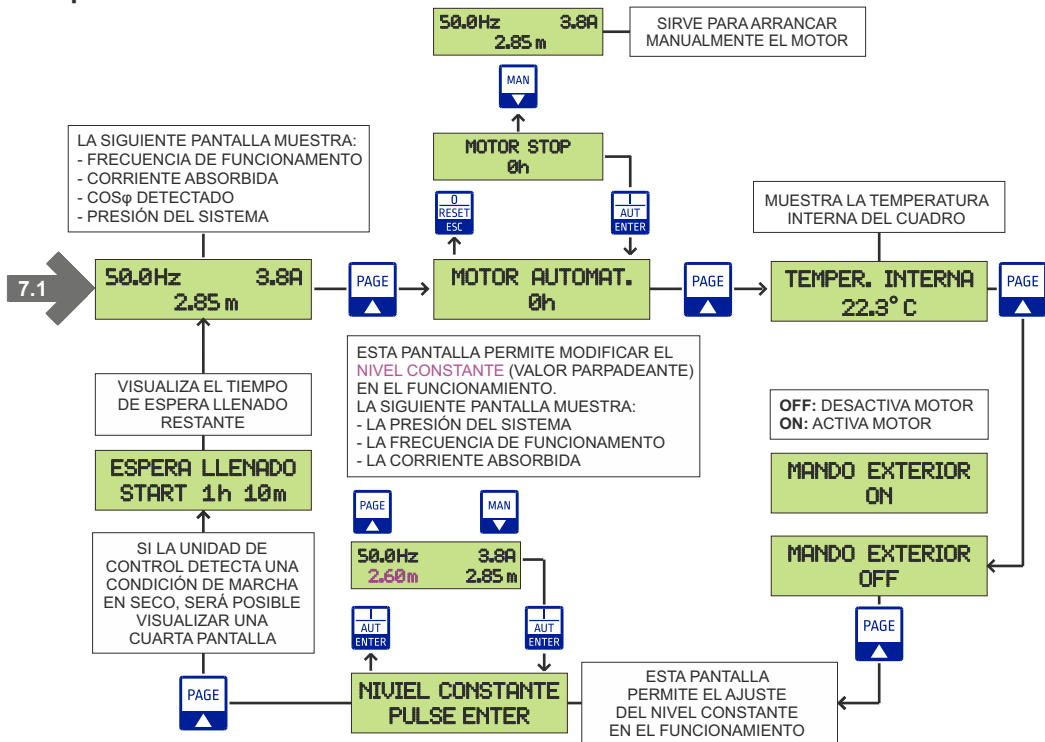 50.0Hz 3.8A
2.85 m
SIRVE PARA ARRANCAR
MANUALMENTE EL MOTOR
MAN
LA SIGUIENTE PANTALLA MUESTRA:
- FRECUENCIA DE FUNCIONAMENTO
- CORRIENTE ABSORBIDA
- COSφ DETECTADO
- PRESIÓN DEL SISTEMA
MOTOR STOP
0h
0
RESET
ESC
I
AUT
ENTER
MUESTRA LA TEMPERATURA
INTERNA DEL CUADRO
7.1
50.0Hz 3.8A
2.85 m
PAGE
MOTOR AUTOMAT.
0h
PAGE
TEMPER. INTERNA
22.3° C
PAGE
VISUALIZA EL TIEMPO
DE ESPERA LLENADO
RESTANTE
ESTA PANTALLA PERMITE MODIFICAR EL
NIVEL CONSTANTE (VALOR PARPADEANTE)
EN EL FUNCIONAMIENTO.
LA SIGUIENTE PANTALLA MUESTRA:
- LA PRESIÓN DEL SISTEMA
- LA FRECUENCIA DE FUNCIONAMENTO
- LA CORRIENTE ABSORBIDA
OFF: DESACTIVA MOTOR
ON: ACTIVA MOTOR
ESPERA LLENADO
START 1h 10m
MANDO EXTERIOR
ON
PAGE
MAN
SI LA UNIDAD DE
CONTROL DETECTA UNA
CONDICIÓN DE MARCHA
EN SECO, SERÁ POSIBLE
VISUALIZAR UNA
CUARTA PANTALLA
50.0Hz 3.8A
2.60 m 2.85 m
MANDO EXTERIOR
OFF
I
AUT
ENTER
I
AUT
ENTER
PAGE
PAGE
NIVIEL CONSTANTE
PULSE ENTER
ESTA PANTALLA
PERMITE EL AJUSTE
DEL NIVEL CONSTANTE
EN EL FUNCIONAMIENTO